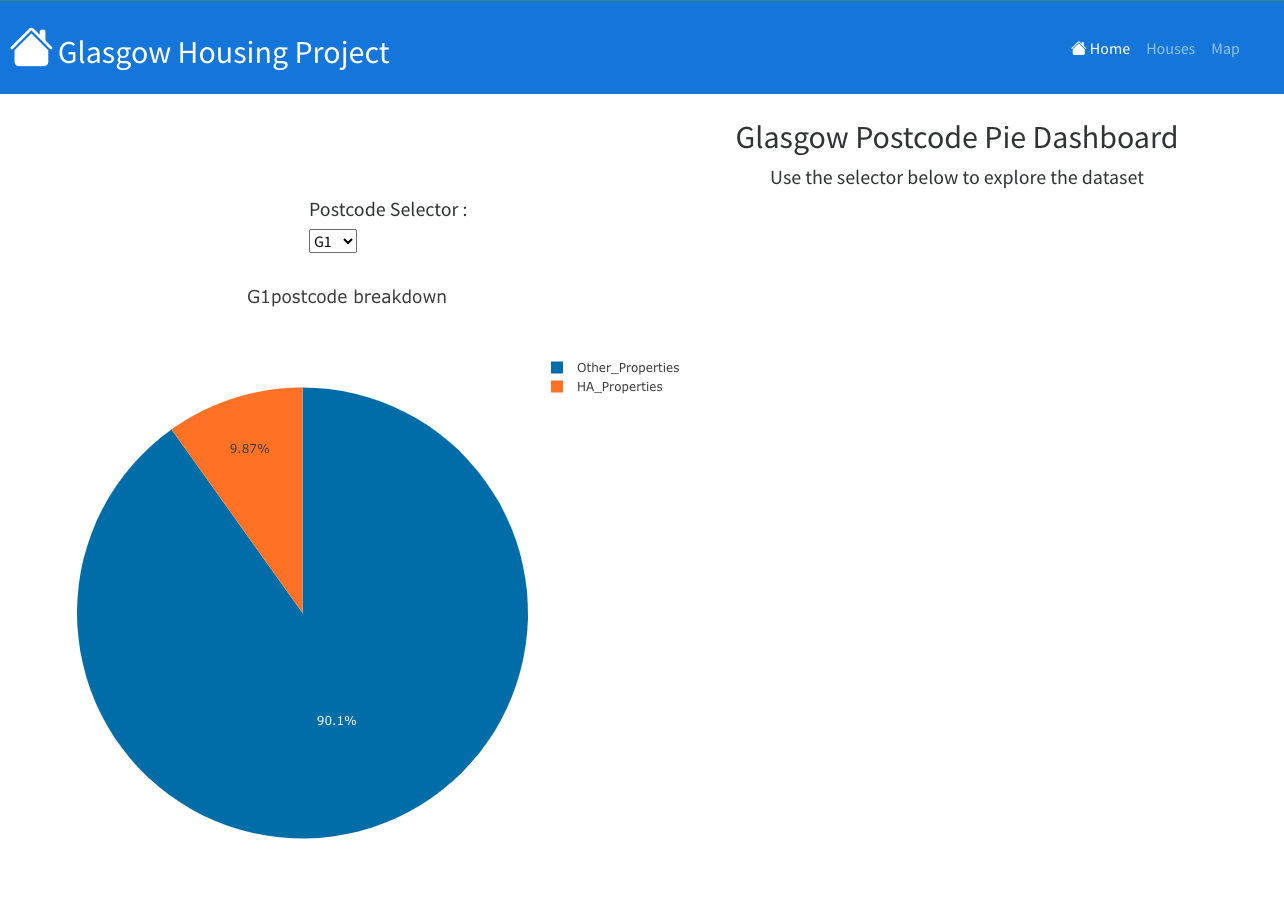 Glasgow Housing Project
Home Houses Map
Glasgow Postcode Pie Dashboard
Use the selector below to explore the dataset
Postcode Selector :
G1
G1postcode breakdown
Other_Properties
HA_Properties
9.87%
90.1%